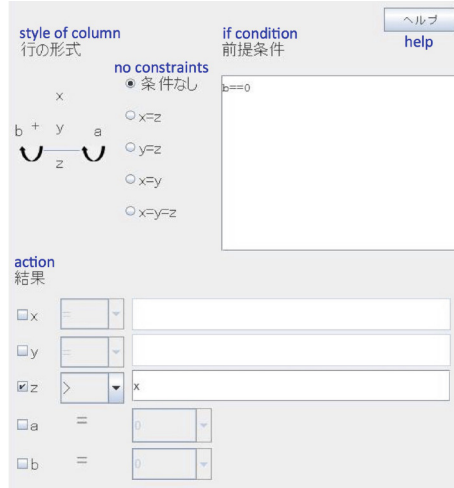 ヘルプ
help
style of column
行の形式
if condition
前提条件
no constraints
条件なし
b==0
x
x=z
b + y a
y=z
z
x=y
x=y=z
action
結果
x =
y =
z > x
a = 0
b = 0